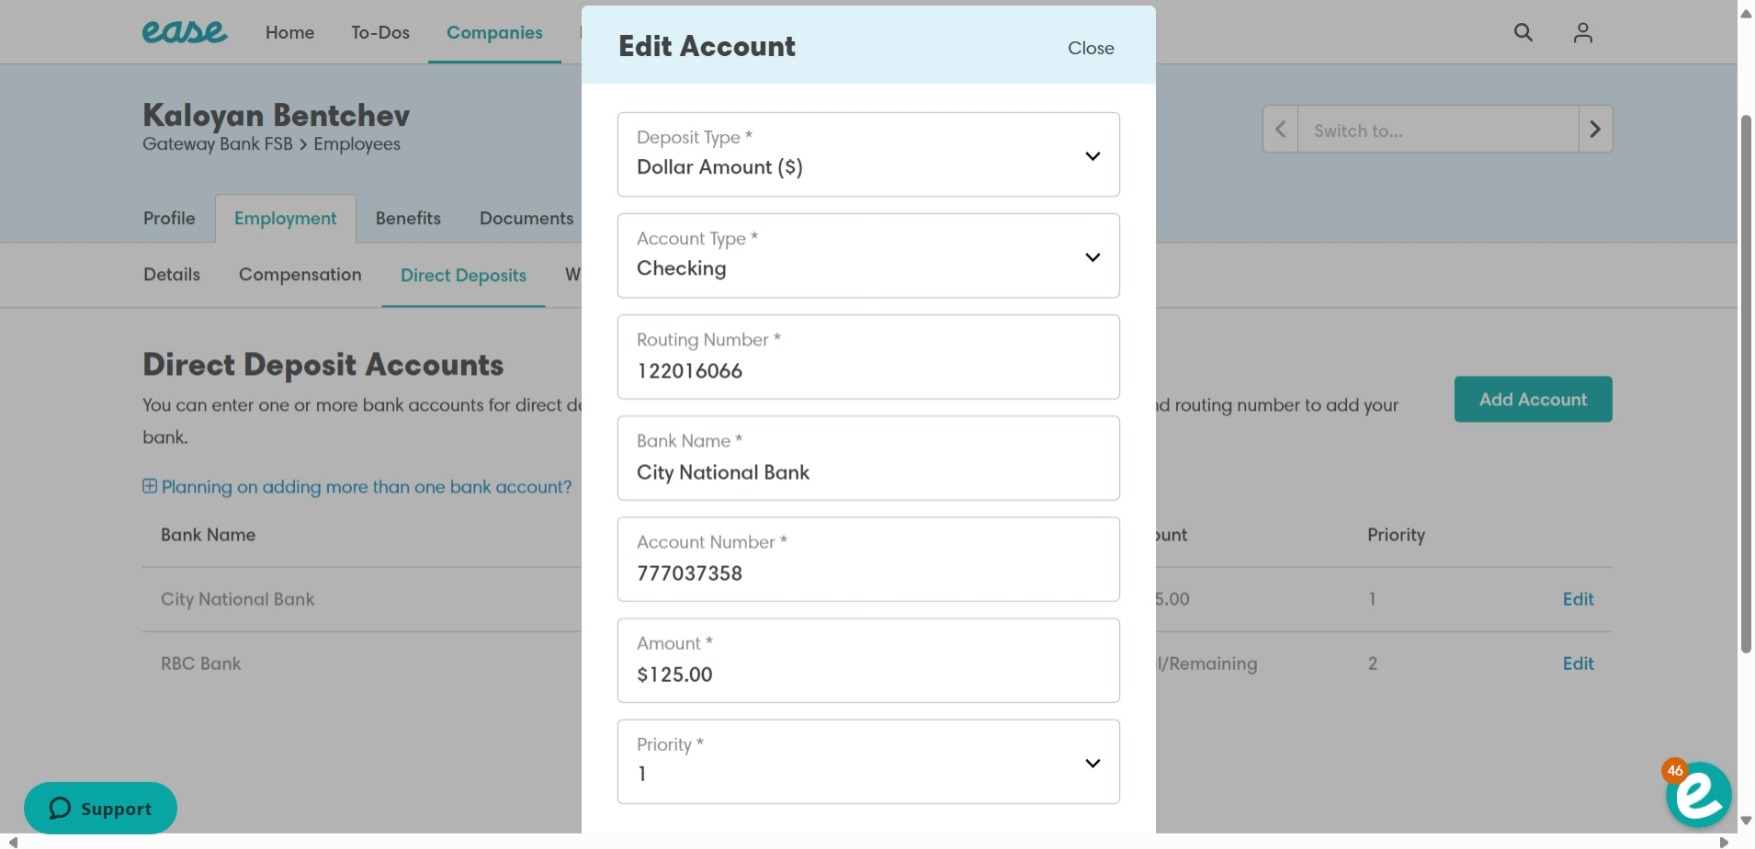 ease Home To-Dos Companies
Kaloyan Bentchev
Gateway Bank FSB > Employees
Switch to...
Profile Employment Benefits Documents
Details Compensation Direct Deposits W
Direct Deposit Accounts
You can enter one or more bank accounts for direct de
nd routing number to add your
bank.
Add Account
Planning on adding more than one bank account?
Bank Name
ount Priority
City National Bank
5.00 1 Edit
RBC Bank
l/Remaining 2 Edit
Edit Account
Close
Deposit Type *
Dollar Amount ($)
Account Type *
Checking
Routing Number *
122016066
Bank Name *
City National Bank
Account Number *
777037358
Amount *
$125.00
Priority *
1
Support
46
e